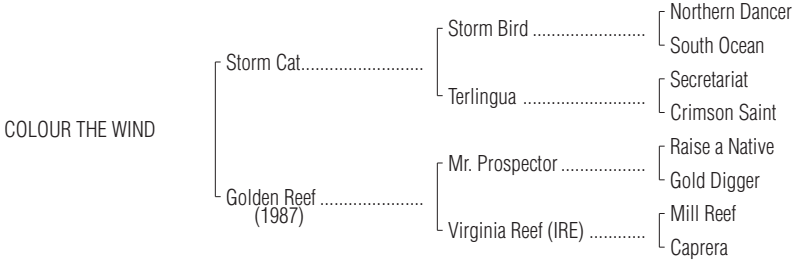 Northern Dancer
Storm Bird .......................
South Ocean
Storm Cat.........................
Secretariat
Terlingua .........................
Crimson Saint
COLOUR THE WIND
Raise a Native
Mr. Prospector .................
Gold Digger
Golden Reef .....................
(1987)
Mill Reef
Virginia Reef (IRE) ............
Caprera